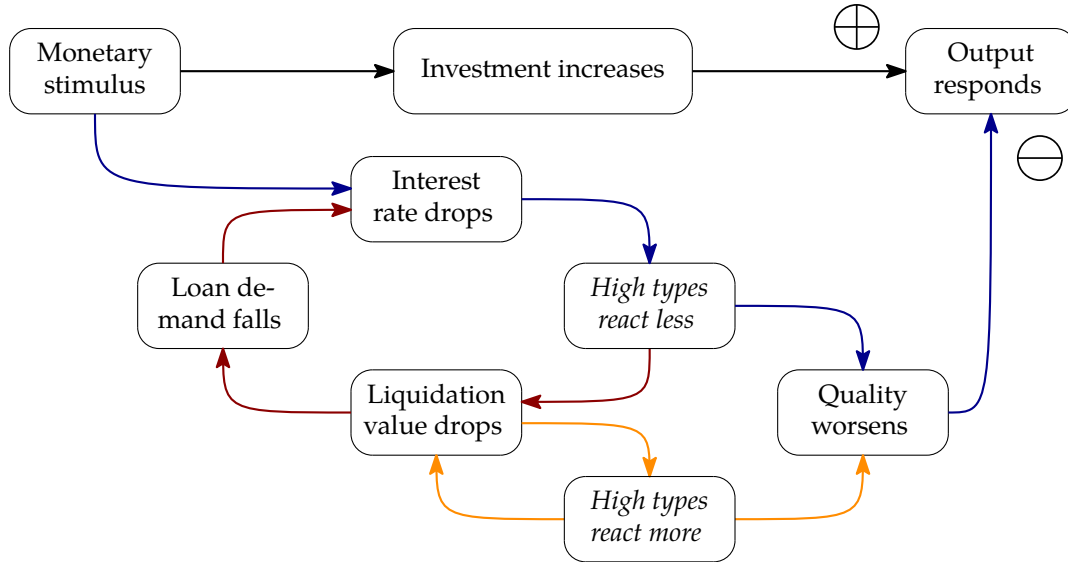 Monetary
stimulus
Investment increases
Output
responds
Interest
rate drops
Loan de-
mand falls
High types
react less
Liquidation
value drops
Quality
worsens
High types
react more